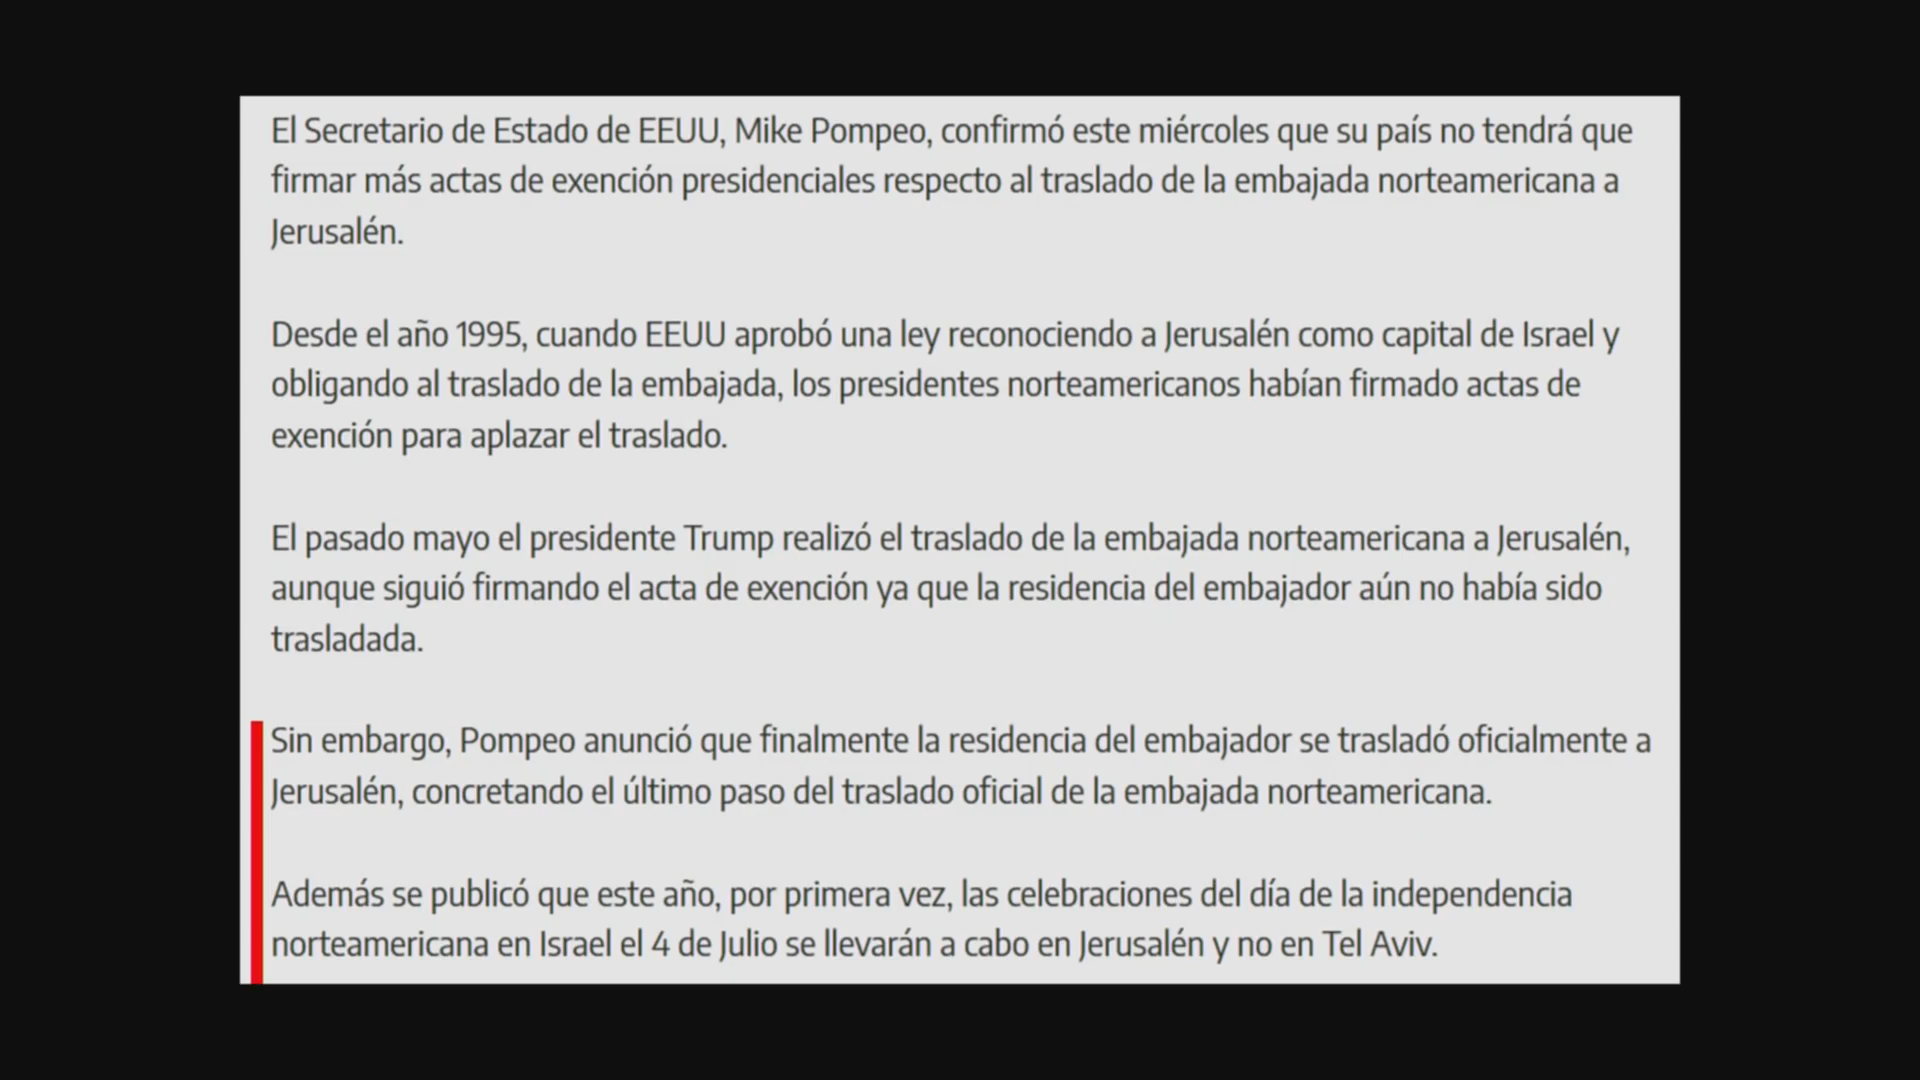 El Secretario de Estado de EEUU, Mike Pompeo, confirmó este miércoles que su país no tendrá que
firmar más actas de exención presidenciales respecto al traslado de la embajada norteamericana a
Jerusalén.
Desde el año 1995, cuando EEUU aprobó una ley reconociendo a Jerusalén como capital de Israel y
obligando al traslado de la embajada, los presidentes norteamericanos habían firmado actas de
exención para aplazar el traslado.
El pasado mayo el presidente Trump realizó el traslado de la embajada norteamericana a Jerusalén,
aunque siguió firmando el acta de exención ya que la residencia del embajador aún no había sido
trasladada.
Sin embargo, Pompeo anunció que finalmente la residencia del embajador se trasladó oficialmente a
Jerusalén, concretando el último paso del traslado oficial de la embajada norteamericana.
Además se publicó que este año, por primera vez, las celebraciones del día de la independencia
norteamericana en Israel el 4 de Julio se llevarán a cabo en Jerusalén y no en Tel Aviv.